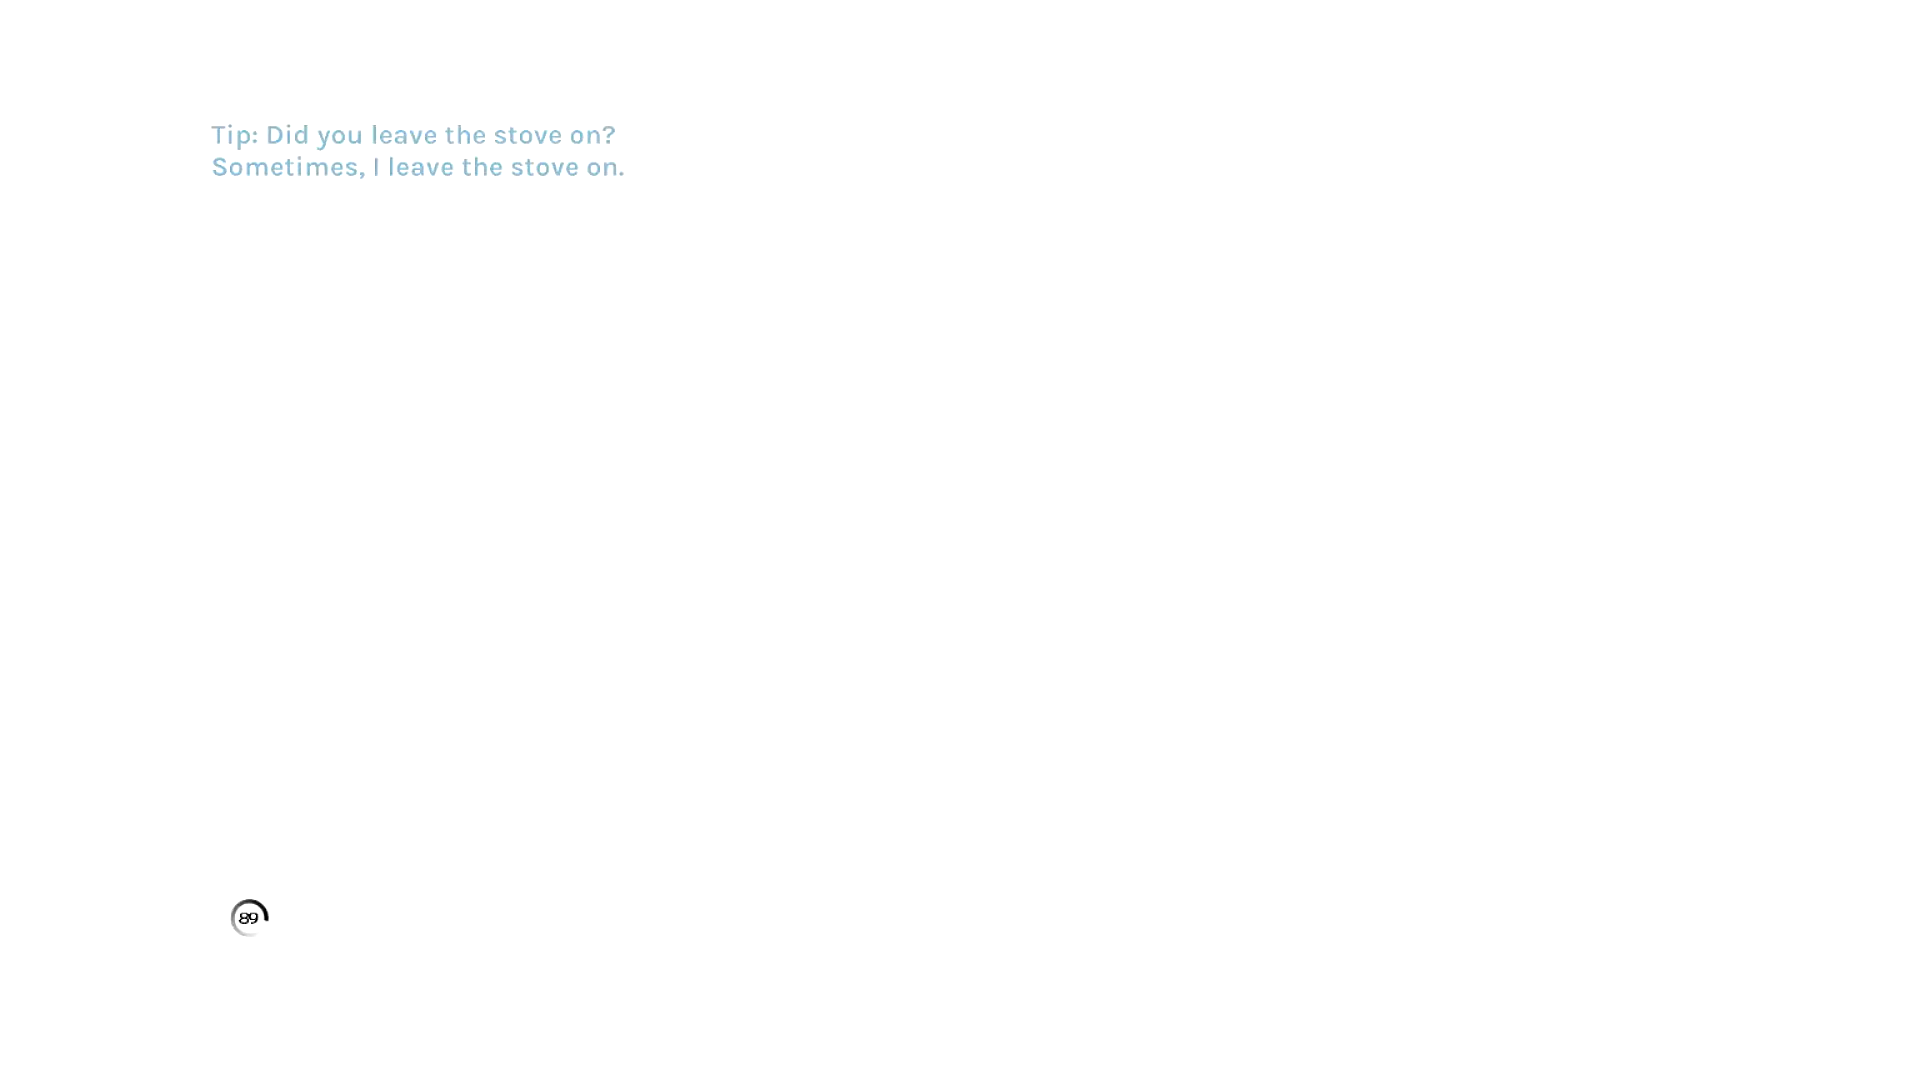 Tip: Did you leave the stove on?
Sometimes, I leave the stove on.
89